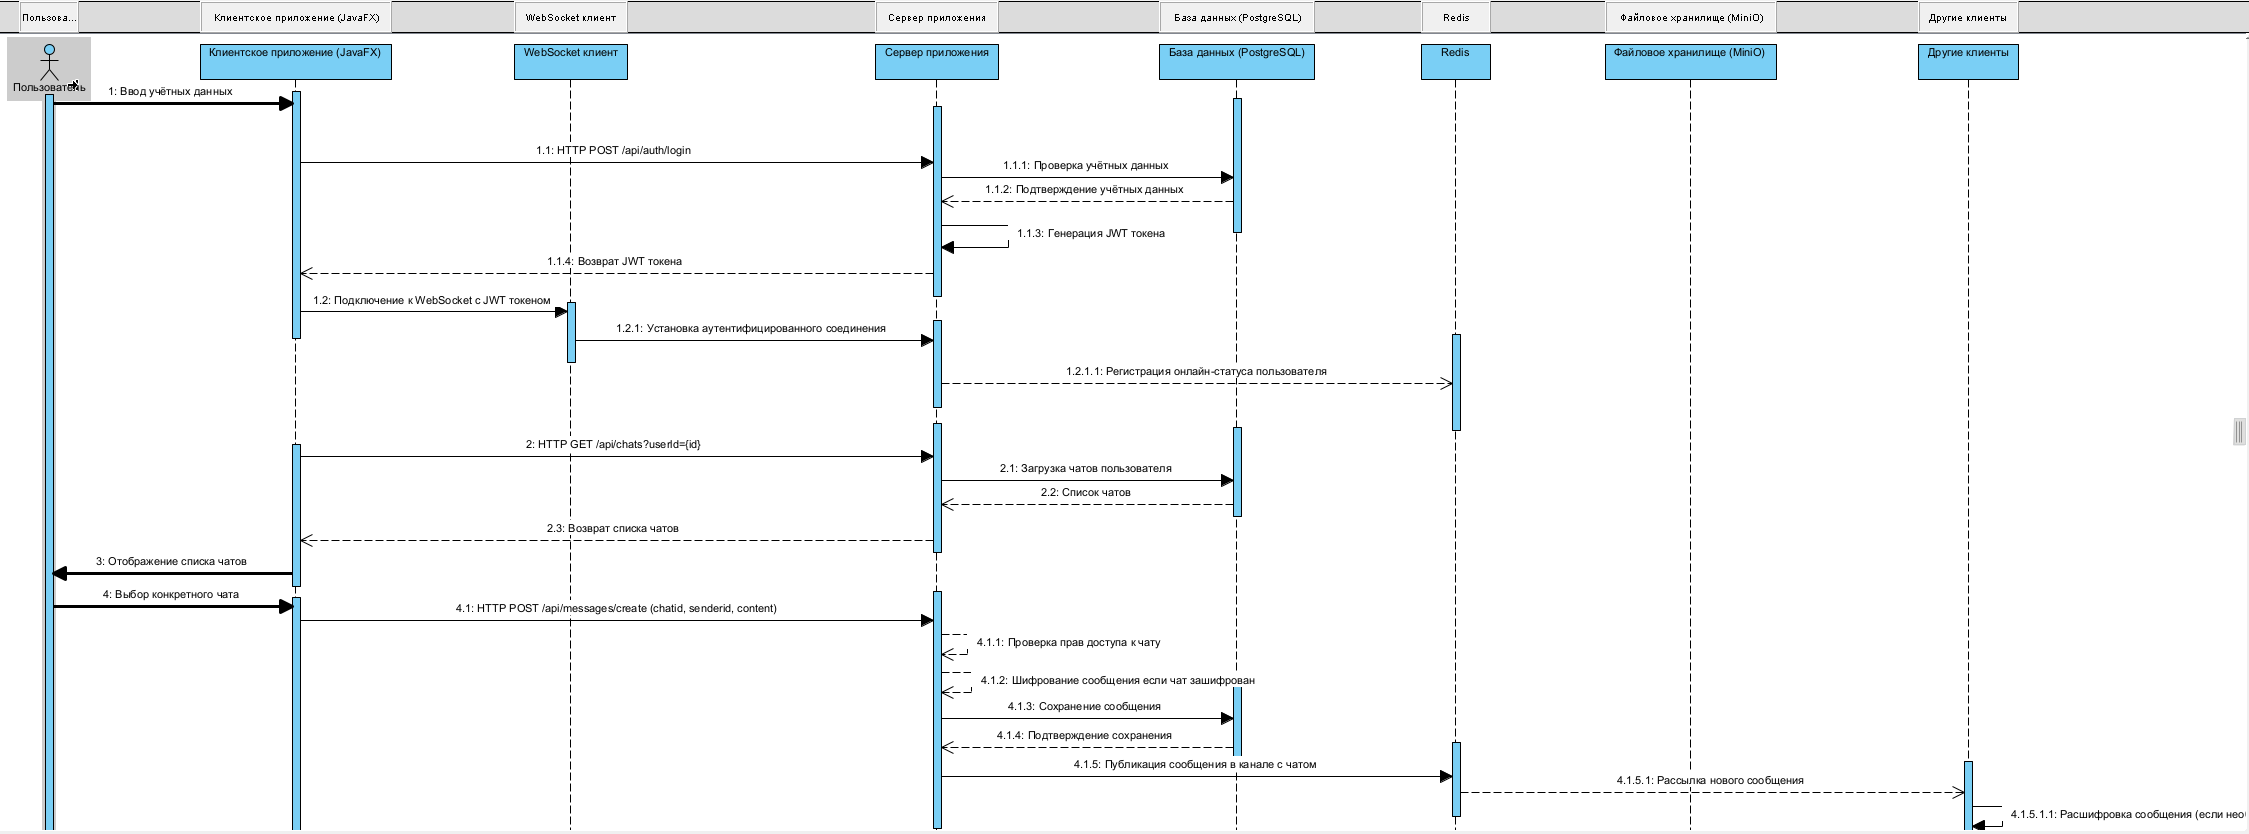 Пользова...
Клиентское приложение (JavaFX)
WebSocket клиент
Сервер приложения
База данных (PostgreSQL)
Redis
Файловое хранилище (MiniO)
Другие клиенты
Клиентское приложение (JavaFX)
WebSocket клиент
Сервер приложения
База данных (PostgreSQL)
Redis
Файловое хранилище (MiniO)
Другие клиенты
Пользователь
1: Ввод учётных данных
1.1: HTTP POST /api/auth/login
1.1.1: Проверка учётных данных
1.1.2: Подтверждение учётных данных
1.1.3: Генерация JWT токена
1.1.4: Возврат JWT токена
1.2: Подключение к WebSocket с JWT токеном
1.2.1: Установка аутентифицированного соединения
1.2.1.1: Регистрация онлайн-статуса пользователя
2: HTTP GET /api/chats?userId={id}
2.1: Загрузка чатов пользователя
2.2: Список чатов
2.3: Возврат списка чатов
3: Отображение списка чатов
4: Выбор конкретного чата
4.1: HTTP POST /api/messages/create (chatid, senderid, content)
4.1.1: Проверка прав доступа к чату
4.1.2: Шифрование сообщения если чат зашифрован
4.1.3: Сохранение сообщения
4.1.4: Подтверждение сохранения
4.1.5: Публикация сообщения в канале с чатом
4.1.5.1: Рассылка нового сообщения
4.1.5.1.1: Расшифровка сообщения (если нео